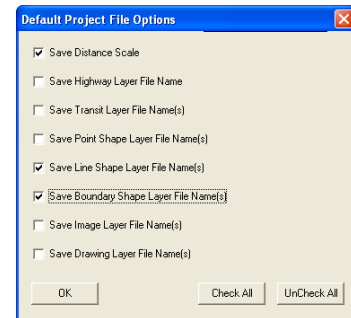 Default Project File Options
Save Distance Scale
Save Highway Layer File Name
Save Transit Layer File Name(s)
Save Point Shape Layer File Name(s)
Save Line Shape Layer File Name(s)
Save Boundary Shape Layer File Name(s)
Save Image Layer File Name(s)
Save Drawing Layer File Name(s)
OK Check All UnCheck All